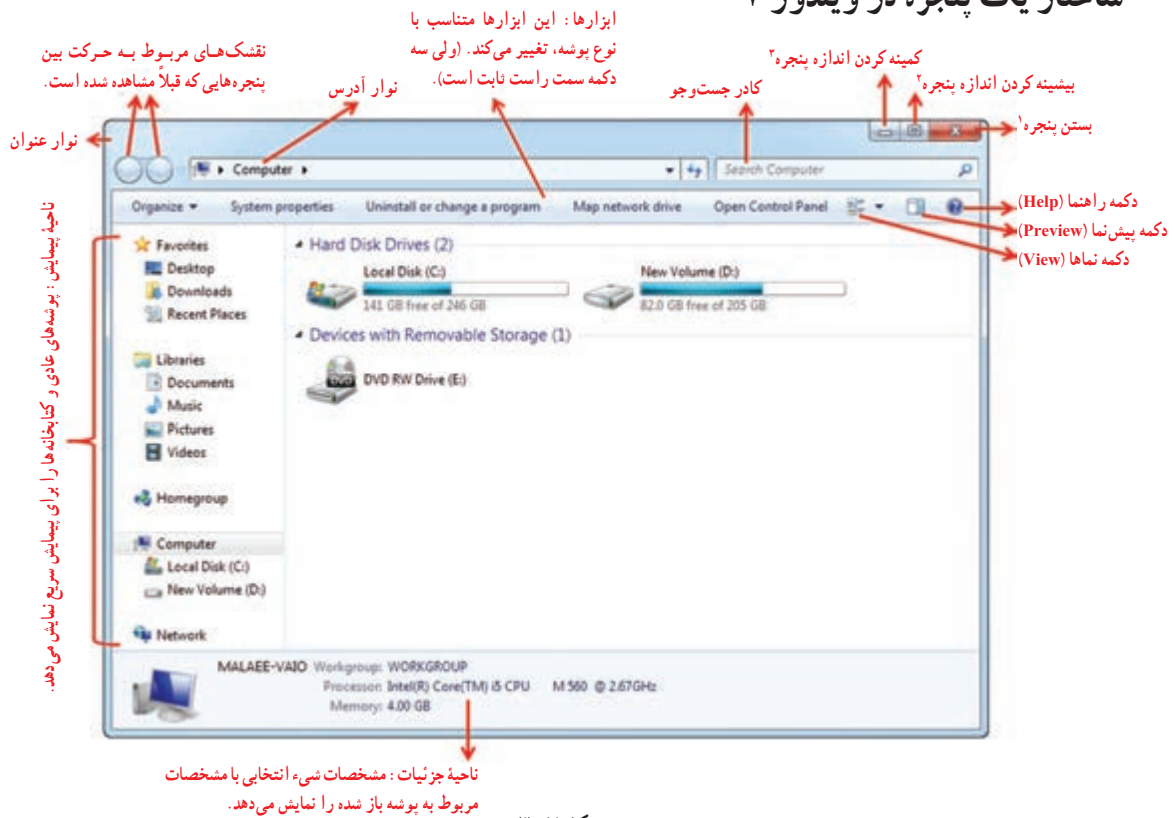 ساختار یک پنجره در ویندوز ۷
ابزارها : این ابزارها متناسب با
نوع پوشه، تغییر می‌کند. (ولی سه
دکمه سمت راست ثابت است).
نقشک‌های مربوط به حرکت بین
پنجره‌هایی که قبلاً مشاهده شده است.
نوار آدرس
کادر جست‌وجو
کمینه کردن اندازه پنجره۳
بیشینه کردن اندازه پنجره۲
بستن پنجره۱
نوار عنوان
Computer
Search Computer
Organize
System properties
Uninstall or change a program
Map network drive
Open Control Panel
دکمه راهنما (Help)
دکمه پیش‌نما (Preview)
دکمه نماها (View)
ناحیهٔ پیمایش : پوشه‌های عادی و کتابخانه‌ها را برای پیمایش سریع نمایش می‌دهد.
Favorites
Desktop
Downloads
Recent Places
Libraries
Documents
Music
Pictures
Videos
Homegroup
Computer
Local Disk (C:)
New Volume (D:)
Network
Hard Disk Drives (2)
Local Disk (C:)
141 GB free of 246 GB
New Volume (D:)
82.0 GB free of 205 GB
Devices with Removable Storage (1)
DVD RW Drive (E:)
DVD
MALAEE-VAIO Workgroup: WORKGROUP
Processor: Intel(R) Core(TM) i5 CPU M 560 @ 2.67GHz
Memory: 4.00 GB
ناحیهٔ جزئیات : مشخصات شیء انتخابی با مشخصات
مربوط به پوشه باز شده را نمایش می‌دهد.